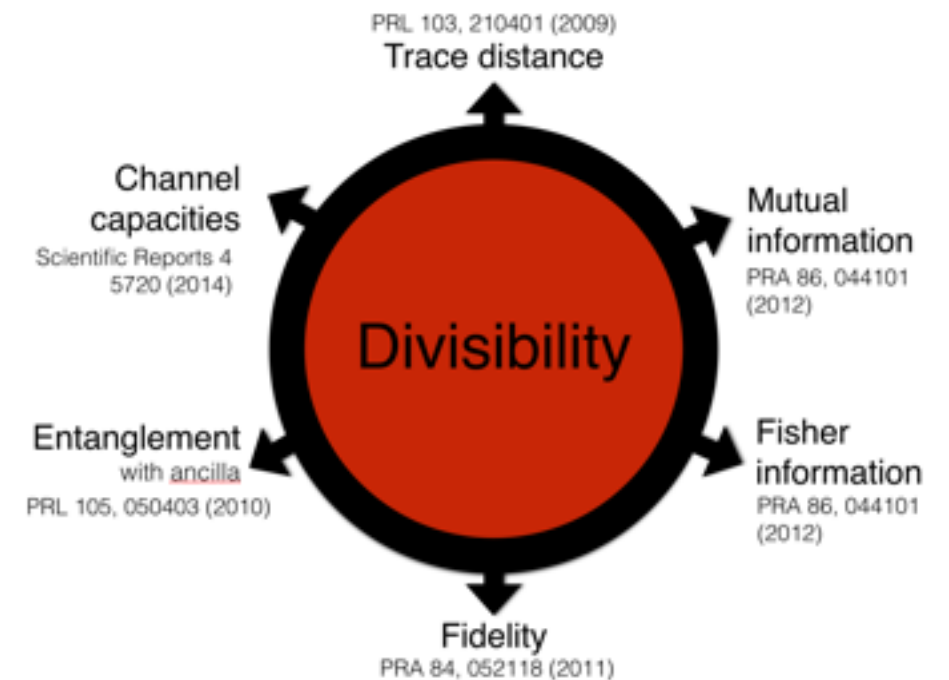 PRL 103, 210401 (2009)
Trace distance
Channel
capacities
Scientific Reports 4
5720 (2014)
Mutual
information
PRA 86, 044101
(2012)
Divisibility
Entanglement
with ancilla
PRL 105, 050403 (2010)
Fisher
information
PRA 86, 044101
(2012)
Fidelity
PRA 84, 052118 (2011)